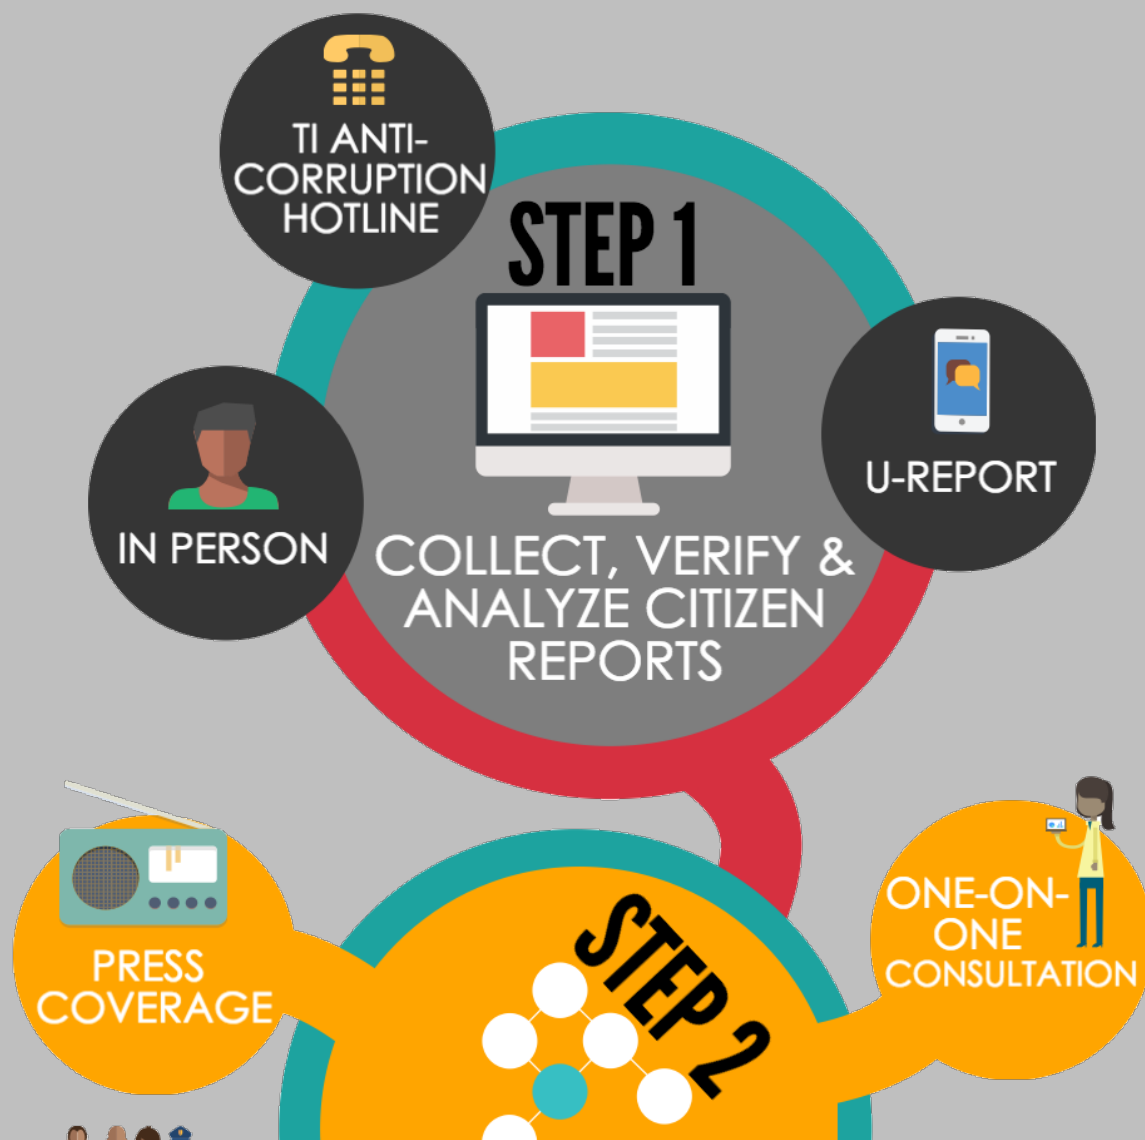 TI ANTI-
CORRUPTION
HOTLINE
STEP 1
IN PERSON
U-REPORT
COLLECT, VERIFY &
ANALYZE CITIZEN
REPORTS
PRESS
COVERAGE
STEP 2
ONE-ON-
ONE
CONSULTATION